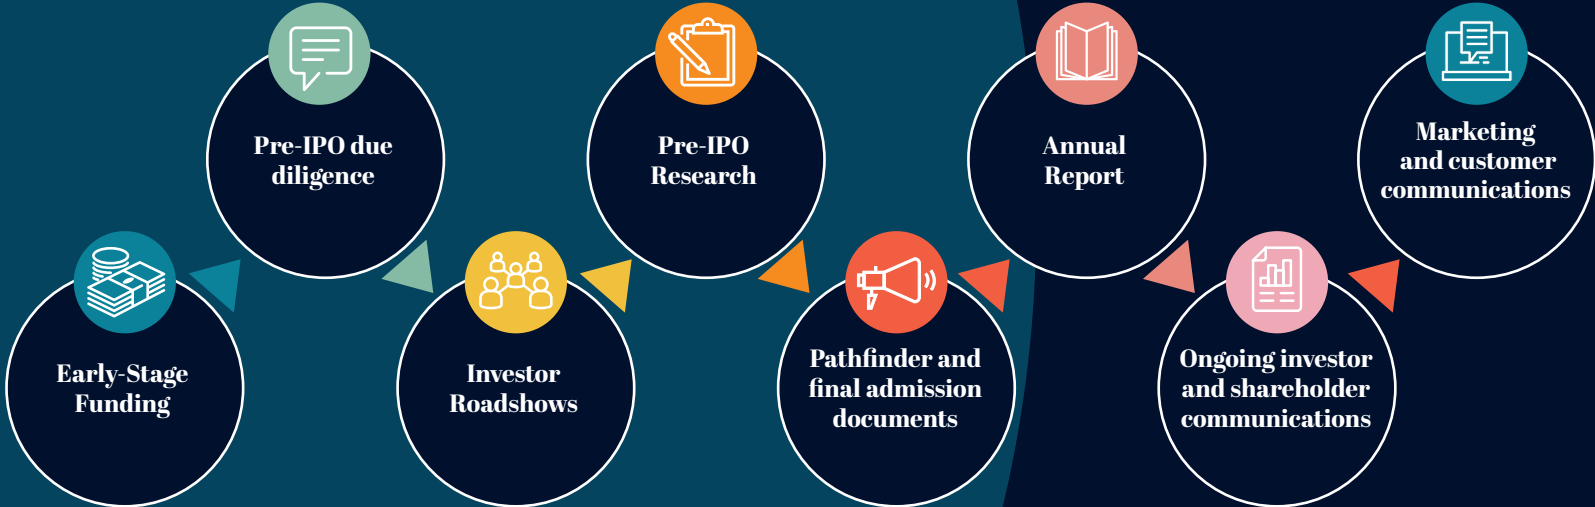 Early-Stage
Funding
Pre-IPO due
diligence
Investor
Roadshows
Pre-IPO
Research
Pathfinder and
final admission
documents
Annual
Report
Ongoing investor
and shareholder
communications
Marketing
and customer
communications